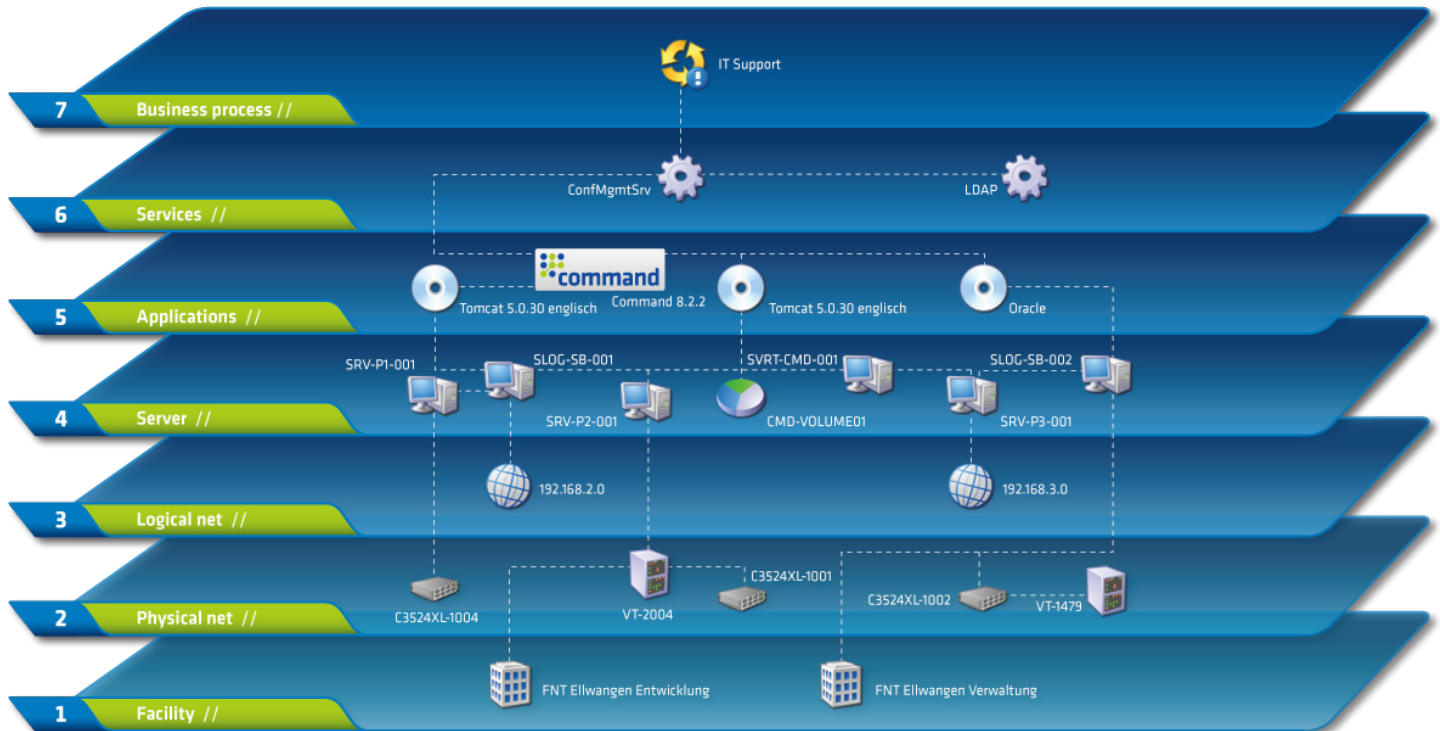 IT Support
7 Business process //
ConfMgmtSrv
LDAP
6 Services //
command
Command 8.2.2
Tomcat 5.0.30 englisch
Tomcat 5.0.30 englisch
Oracle
5 Applications //
SRV-P1-001
SLOG-SB-001
SVRT-CMD-001
SLOG-SB-002
SRV-P2-001
CMD-VOLUME01
SRV-P3-001
4 Server //
192.168.2.0
192.168.3.0
3 Logical net //
C3524XL-1001
C3524XL-1002
VT-1479
C3524XL-1004
VT-2004
2 Physical net //
FNT Ellwangen Entwicklung
FNT Ellwangen Verwaltung
1 Facility //